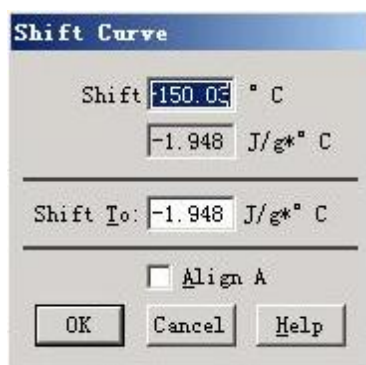 Shift Curve
Shift -150.03 ° C
-1.948 J/g*° C
Shift To: -1.948 J/g*° C
Align A
OK Cancel Help